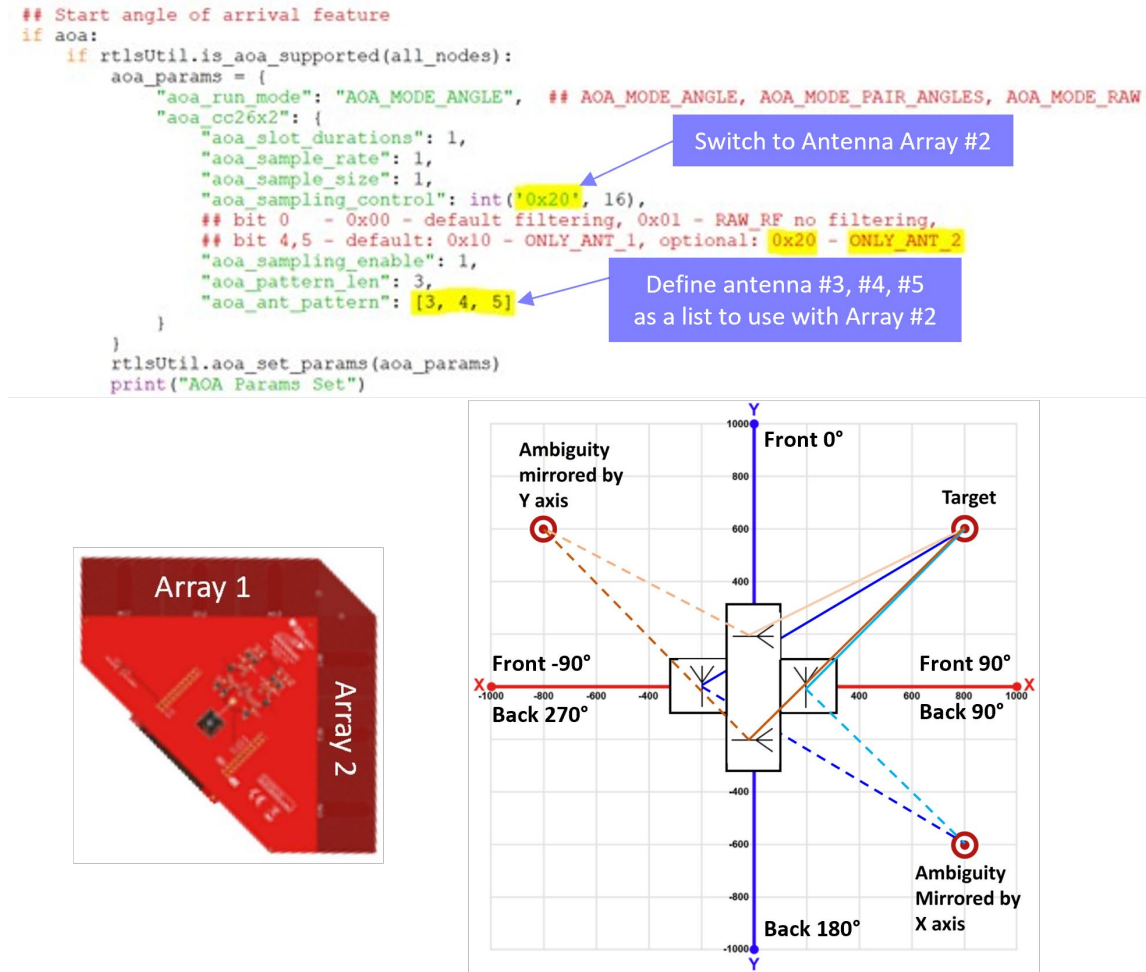 ## Start angle of arrival feature
if aoa:
if rtlsUtil.is_aoa_supported(all_nodes):
aoa_params = {
"aoa_run_mode": "AOA_MODE_ANGLE", ## AOA_MODE_ANGLE, AOA_MODE_PAIR_ANGLES, AOA_MODE_RAW
"aoa_cc26x2": {
"aoa_slot_durations": 1,
"aoa_sample_rate": 1,
"aoa_sample_size": 1,
"aoa_sampling_control": int('0x20', 16),
## bit 0 - 0x00 - default filtering, 0x01 - RAW_RF no filtering,
## bit 4,5 - default: 0x10 - ONLY_ANT_1, optional: 0x20 - ONLY_ANT_2
"aoa_sampling_enable": 1,
"aoa_pattern_len": 3,
"aoa_ant_pattern": [3, 4, 5]
}
}
rtlsUtil.aoa_set_params(aoa_params)
print("AOA Params Set")
Switch to Antenna Array #2
Define antenna #3, #4, #5
as a list to use with Array #2
Array 1
Array 2
Y
1000
Front 0°
Ambiguity
mirrored by
Y axis
800
Target
600
400
Front -90°
Front 90°
X
-1000
-800
-600
-400
400
600
800
1000
X
Back 270°
Back 90°
-400
-600
-800
Ambiguity
Mirrored by
X axis
Back 180°
-1000
Y